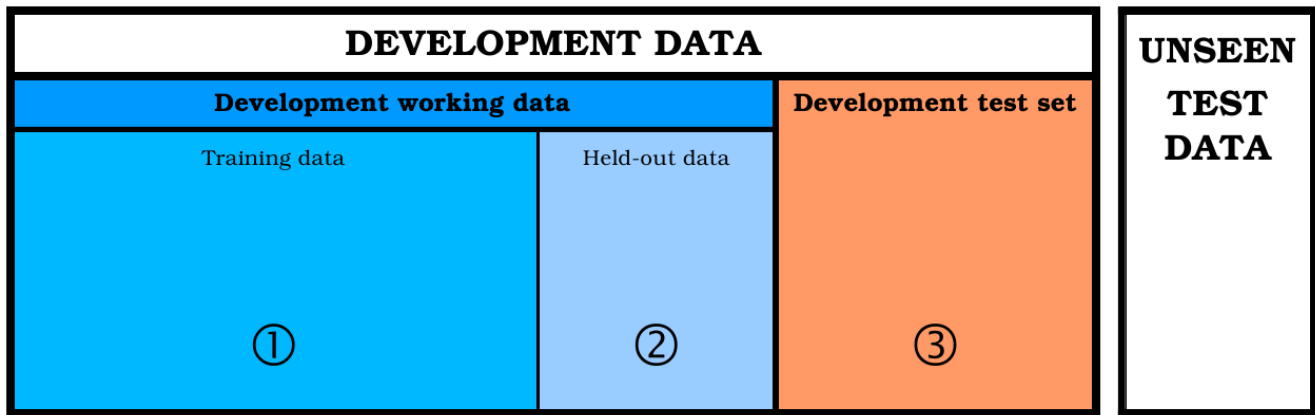 DEVELOPMENT DATA
Development working data
Development test set
Training data
Held-out data
①
②
③
UNSEEN
TEST
DATA